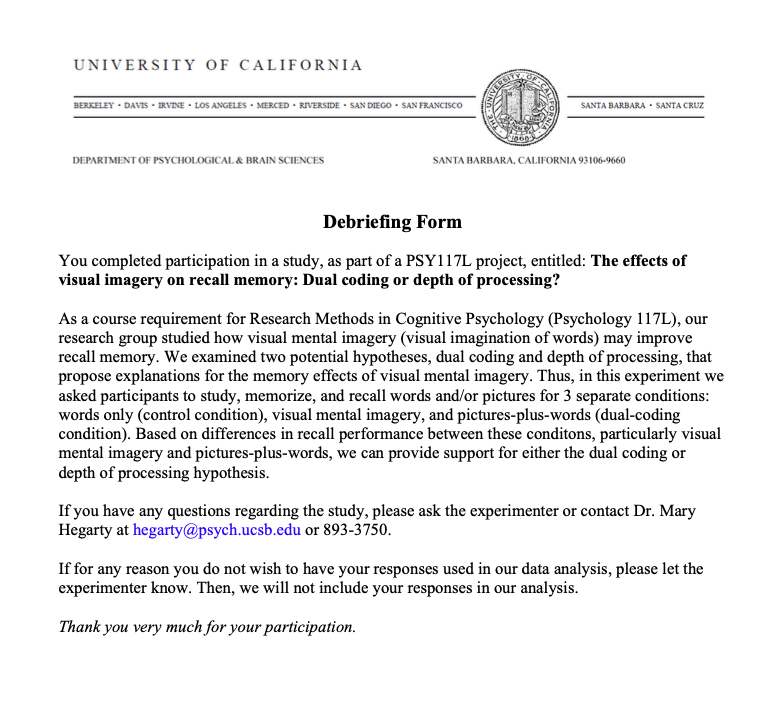 UNIVERSITY OF CALIFORNIA
BERKELEY • DAVIS • IRVINE • LOS ANGELES • MERCED • RIVERSIDE • SAN DIEGO • SAN FRANCISCO
SANTA BARBARA • SANTA CRUZ
THE UNIVERSITY OF CALIFORNIA
1868
DEPARTMENT OF PSYCHOLOGICAL & BRAIN SCIENCES
SANTA BARBARA, CALIFORNIA 93106-9660
Debriefing Form
You completed participation in a study, as part of a PSY117L project, entitled: The effects of
visual imagery on recall memory: Dual coding or depth of processing?
As a course requirement for Research Methods in Cognitive Psychology (Psychology 117L), our
research group studied how visual mental imagery (visual imagination of words) may improve
recall memory. We examined two potential hypotheses, dual coding and depth of processing, that
propose explanations for the memory effects of visual mental imagery. Thus, in this experiment we
asked participants to study, memorize, and recall words and/or pictures for 3 separate conditions:
words only (control condition), visual mental imagery, and pictures-plus-words (dual-coding
condition). Based on differences in recall performance between these conditons, particularly visual
mental imagery and pictures-plus-words, we can provide support for either the dual coding or
depth of processing hypothesis.
If you have any questions regarding the study, please ask the experimenter or contact Dr. Mary
Hegarty at hegarty@psych.ucsb.edu or 893-3750.
If for any reason you do not wish to have your responses used in our data analysis, please let the
experimenter know. Then, we will not include your responses in our analysis.
Thank you very much for your participation.